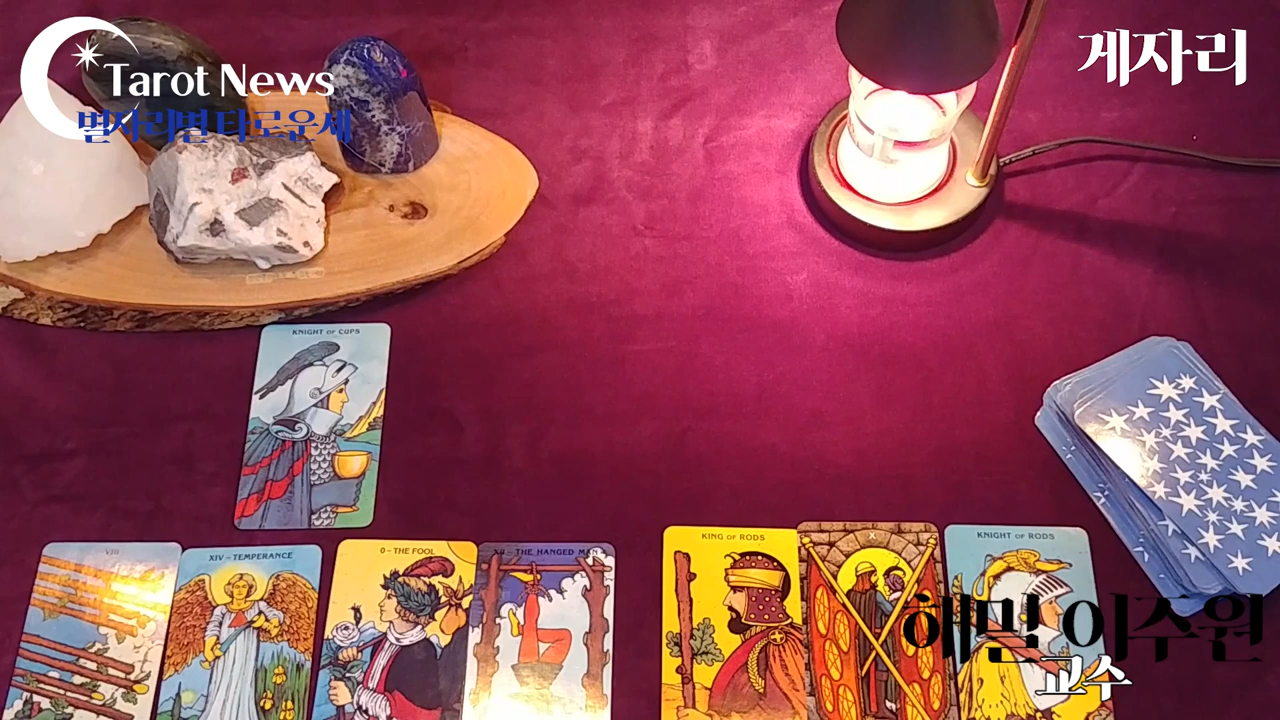 Tarot News
별자리별 타로운세
게자리
KNIGHT OF CUPS
VIII
XIV – TEMPERANCE
0 – THE FOOL
XII – THE HANGED MAN
KING OF RODS
X
KNIGHT OF RODS
해밀 이주원
교수